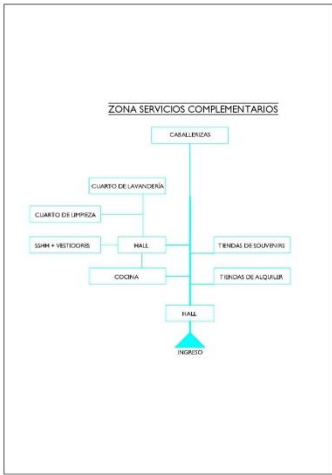 ZONA SERVICIOS COMPLEMENTARIOS
CABALLERIZAS
CUARTO DE LAVANDERÍA
CUARTO DE LIMPIEZA
SSHH + VESTIDORES
HALL
TIENDAS DE SOUVENIRS
COCINA
TIENDAS DE ALQUILER
HALL
INGRESO